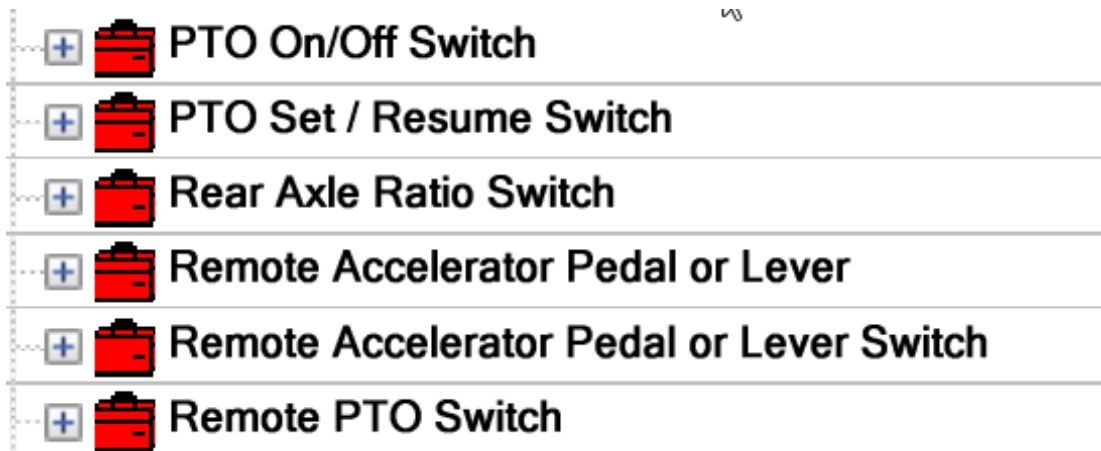 PTO On/Off Switch
PTO Set / Resume Switch
Rear Axle Ratio Switch
Remote Accelerator Pedal or Lever
Remote Accelerator Pedal or Lever Switch
Remote PTO Switch